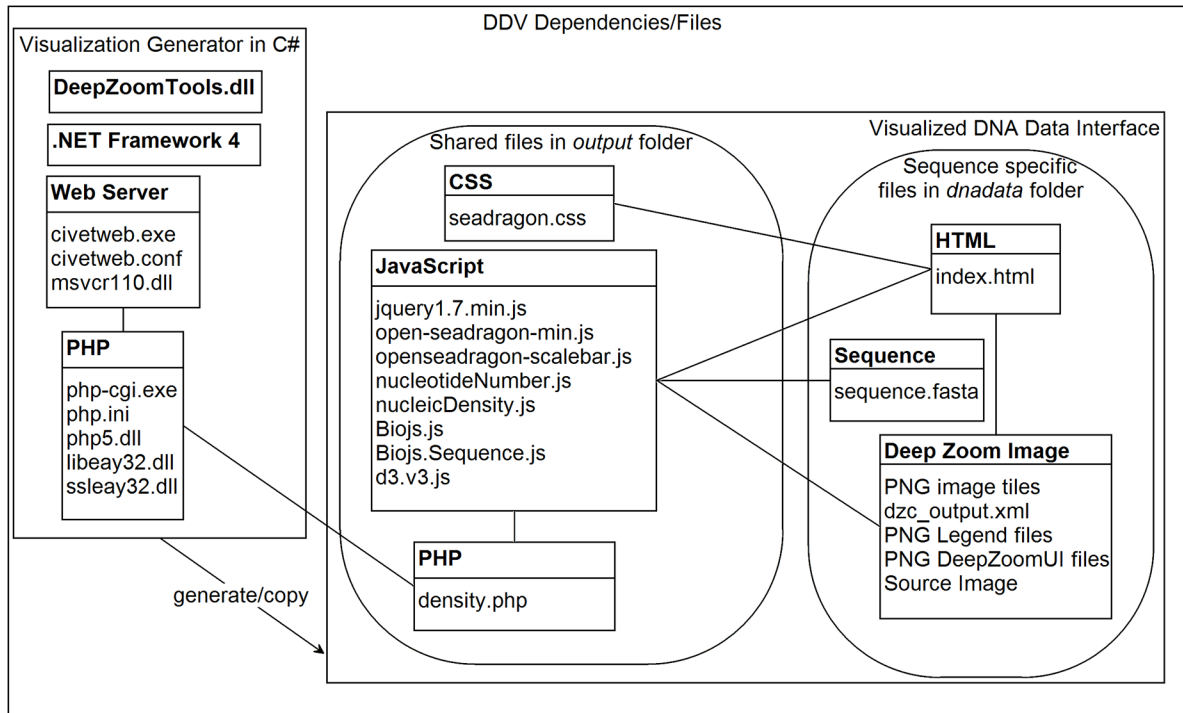 DDV Dependencies/Files
Visualization Generator in C#
DeepZoomTools.dll
.NET Framework 4
Web Server
civetweb.exe
civetweb.conf
msvcr110.dll
PHP
php-cgi.exe
php.ini
php5.dll
libeay32.dll
ssleay32.dll
generate/copy
Visualized DNA Data Interface
Shared files in output folder
CSS
seadragon.css
JavaScript
jquery1.7.min.js
open-seadragon-min.js
openseadragon-scalebar.js
nucleotideNumber.js
nucleicDensity.js
Biojs.js
Biojs.Sequence.js
d3.v3.js
PHP
density.php
Sequence specific
files in dnadata folder
HTML
index.html
Sequence
sequence.fasta
Deep Zoom Image
PNG image tiles
dzc_output.xml
PNG Legend files
PNG DeepZoomUI files
Source Image